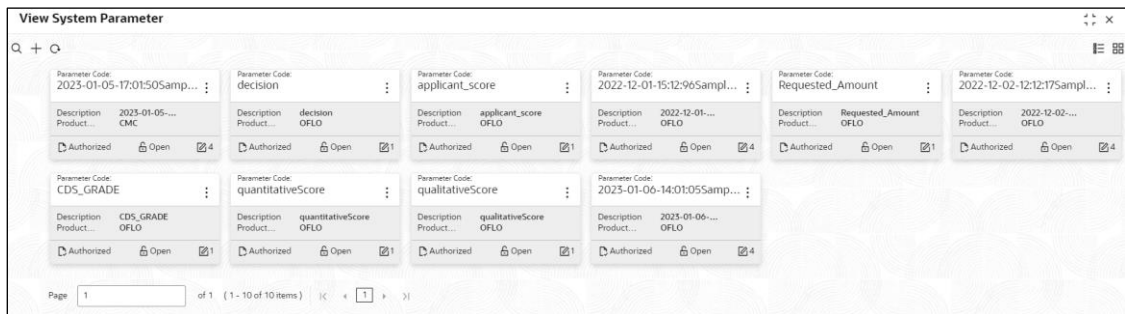 View System Parameter
Parameter Code:
2023-01-05-17:01:50Samp...
Description 2023-01-05-...
Product... CMC
Authorized Open 4
Parameter Code:
decision
Description decision
Product... OFLO
Authorized Open 1
Parameter Code:
applicant_score
Description applicant_score
Product... OFLO
Authorized Open 1
Parameter Code:
2022-12-01-15:12:96Sampl...
Description 2022-12-01-...
Product... OFLO
Authorized Open 4
Parameter Code:
Requested_Amount
Description Requested_Amount
Product... OFLO
Authorized Open 1
Parameter Code:
2022-12-02-12:12:17Sampl...
Description 2022-12-02-...
Product... OFLO
Authorized Open 4
Parameter Code:
CDS_GRADE
Description CDS_GRADE
Product... OFLO
Authorized Open 1
Parameter Code:
quantitativeScore
Description quantitativeScore
Product... OFLO
Authorized Open 1
Parameter Code:
qualitativeScore
Description qualitativeScore
Product... OFLO
Authorized Open 1
Parameter Code:
2023-01-06-14:01:05Samp...
Description 2023-01-06-...
Product... OFLO
Authorized Open 4
Page 1 of 1 (1 - 10 of 10 items) 1